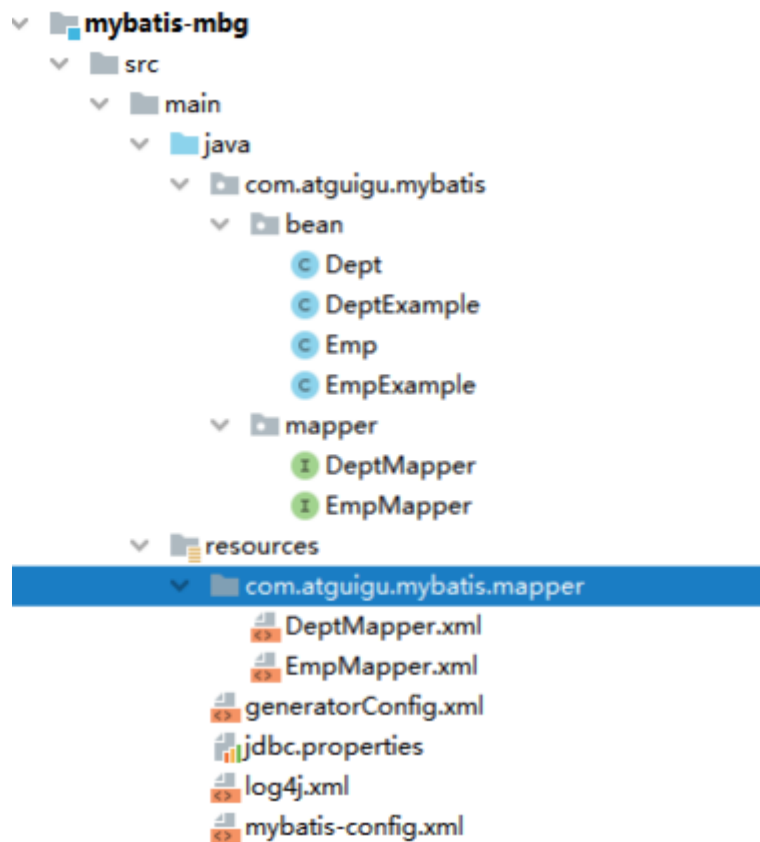 mybatis-mbg
src
main
java
com.atguigu.mybatis
bean
C Dept
C DeptExample
C Emp
C EmpExample
mapper
I DeptMapper
I EmpMapper
resources
com.atguigu.mybatis.mapper
DeptMapper.xml
EmpMapper.xml
generatorConfig.xml
jdbc.properties
log4j.xml
mybatis-config.xml